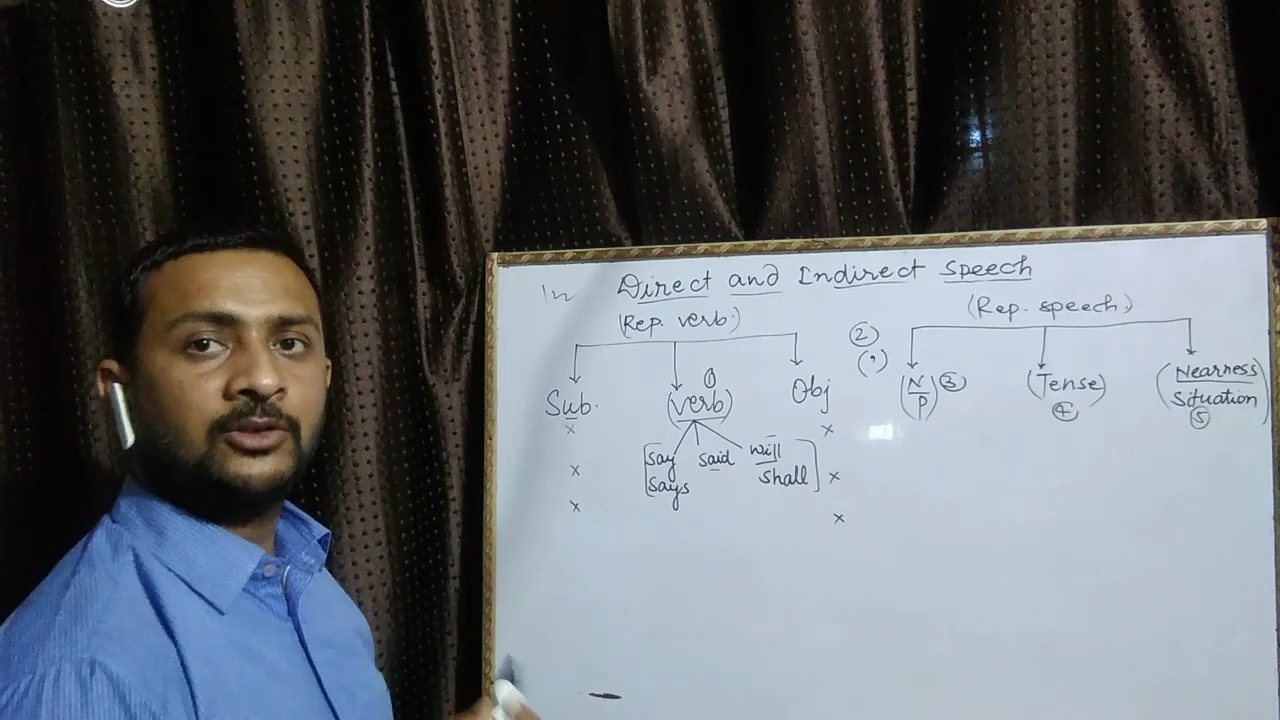 Direct and Indirect Speech
(Rep. verb.)
(Rep. speech.)
②
(,)
Sub.
①
(verb)
Obj
(N/P) ③
(Tense)
④
(Nearness
Situation)
⑤
x
x
say said will
says shall
x
x
x
x